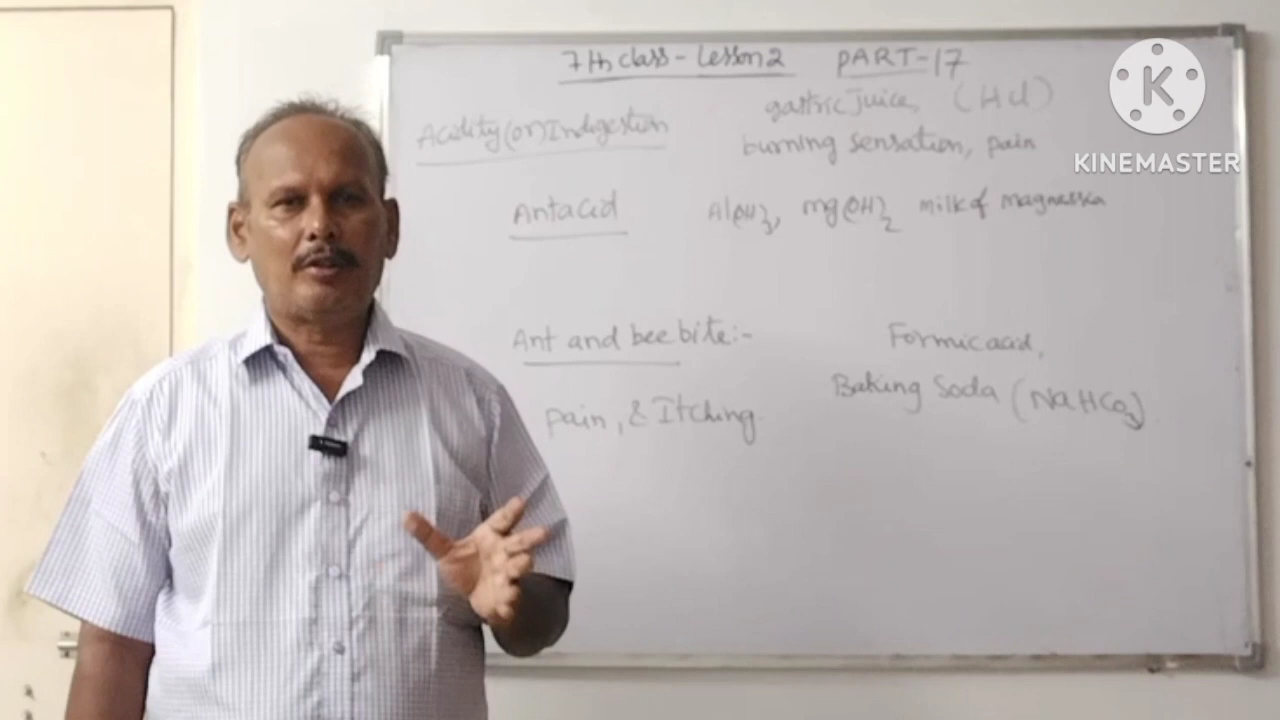 7th class - Lesson 2 PART-17
Acidity (or) Indigestion gastric Juice, (HCl)
burning sensation, pain
Antacid Al(OH)3, mg(OH)2 milk of magnessia
Ant and bee bite:- Formic acid,
Baking Soda (NaHCO3)
pain, & Itching
K
KINEMASTER